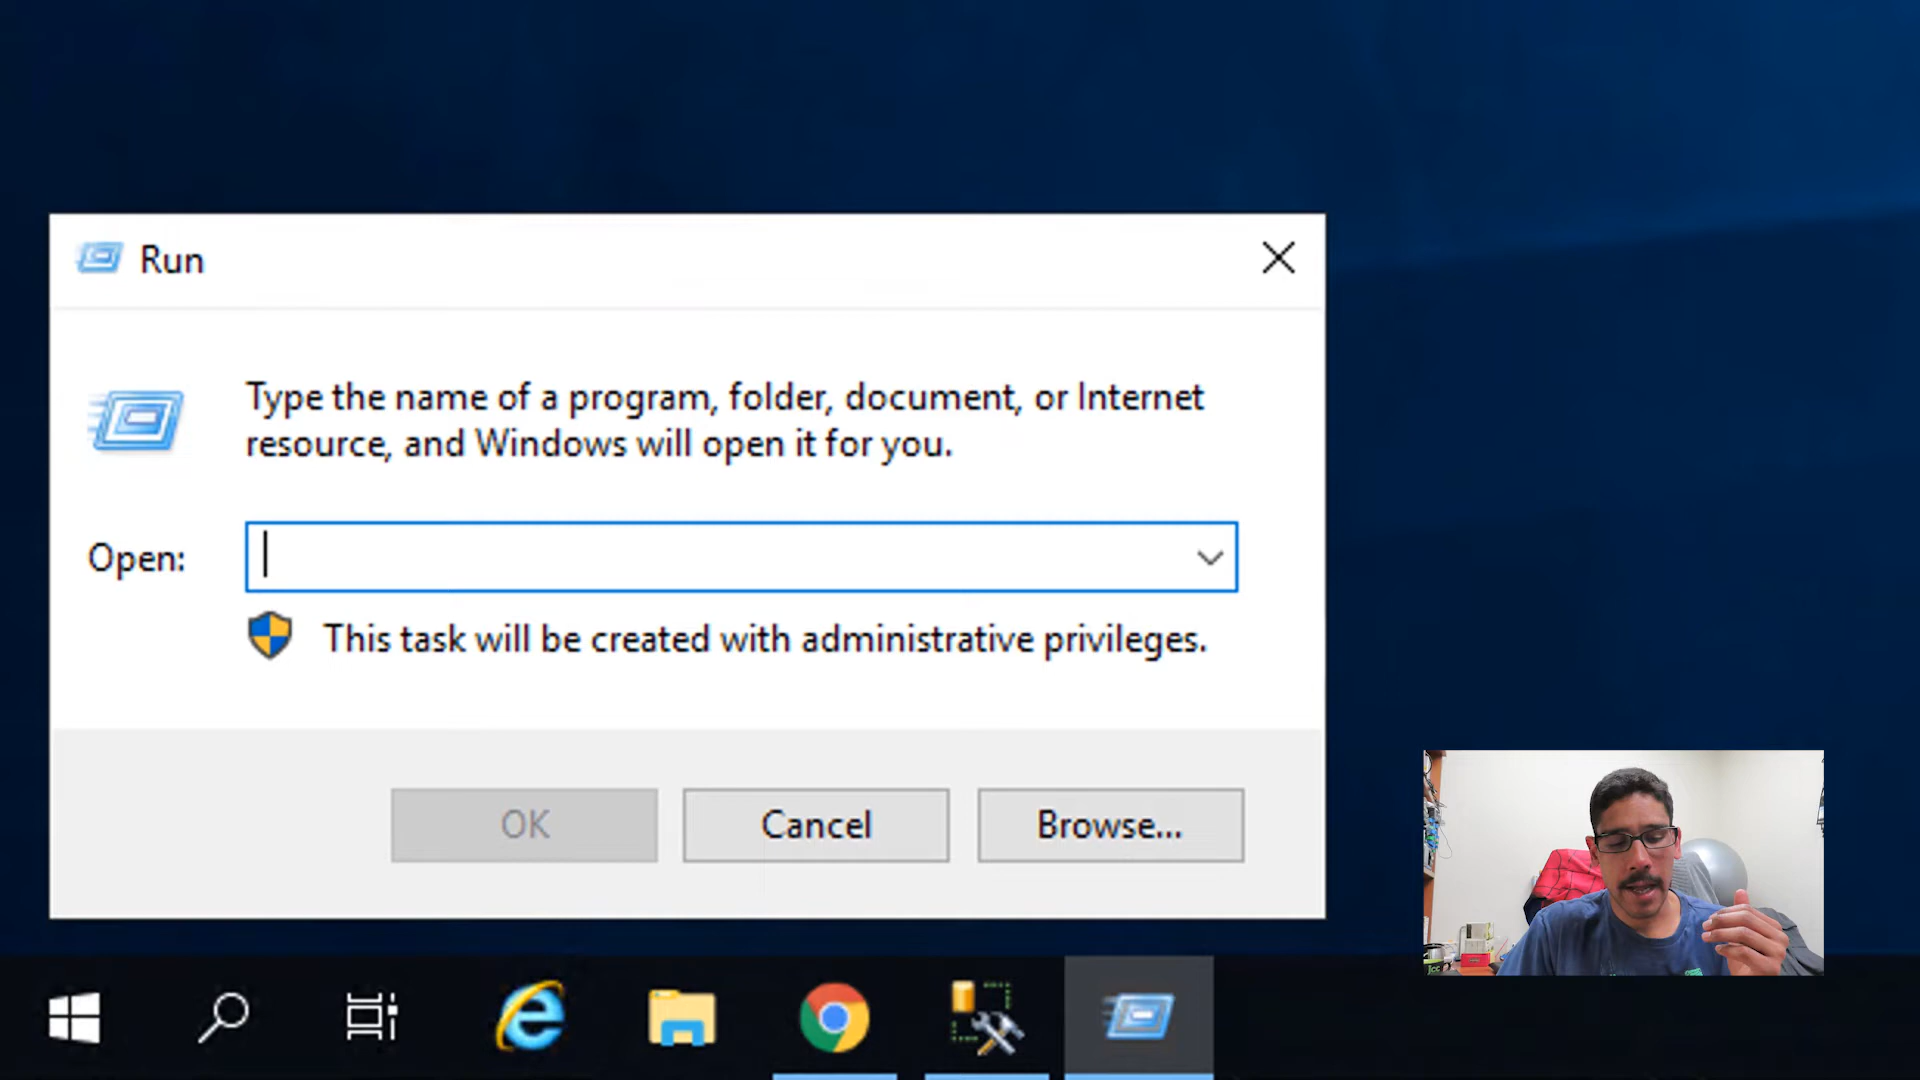 Run
Type the name of a program, folder, document, or Internet
resource, and Windows will open it for you.
Open:
This task will be created with administrative privileges.
OK
Cancel
Browse...
Jcc